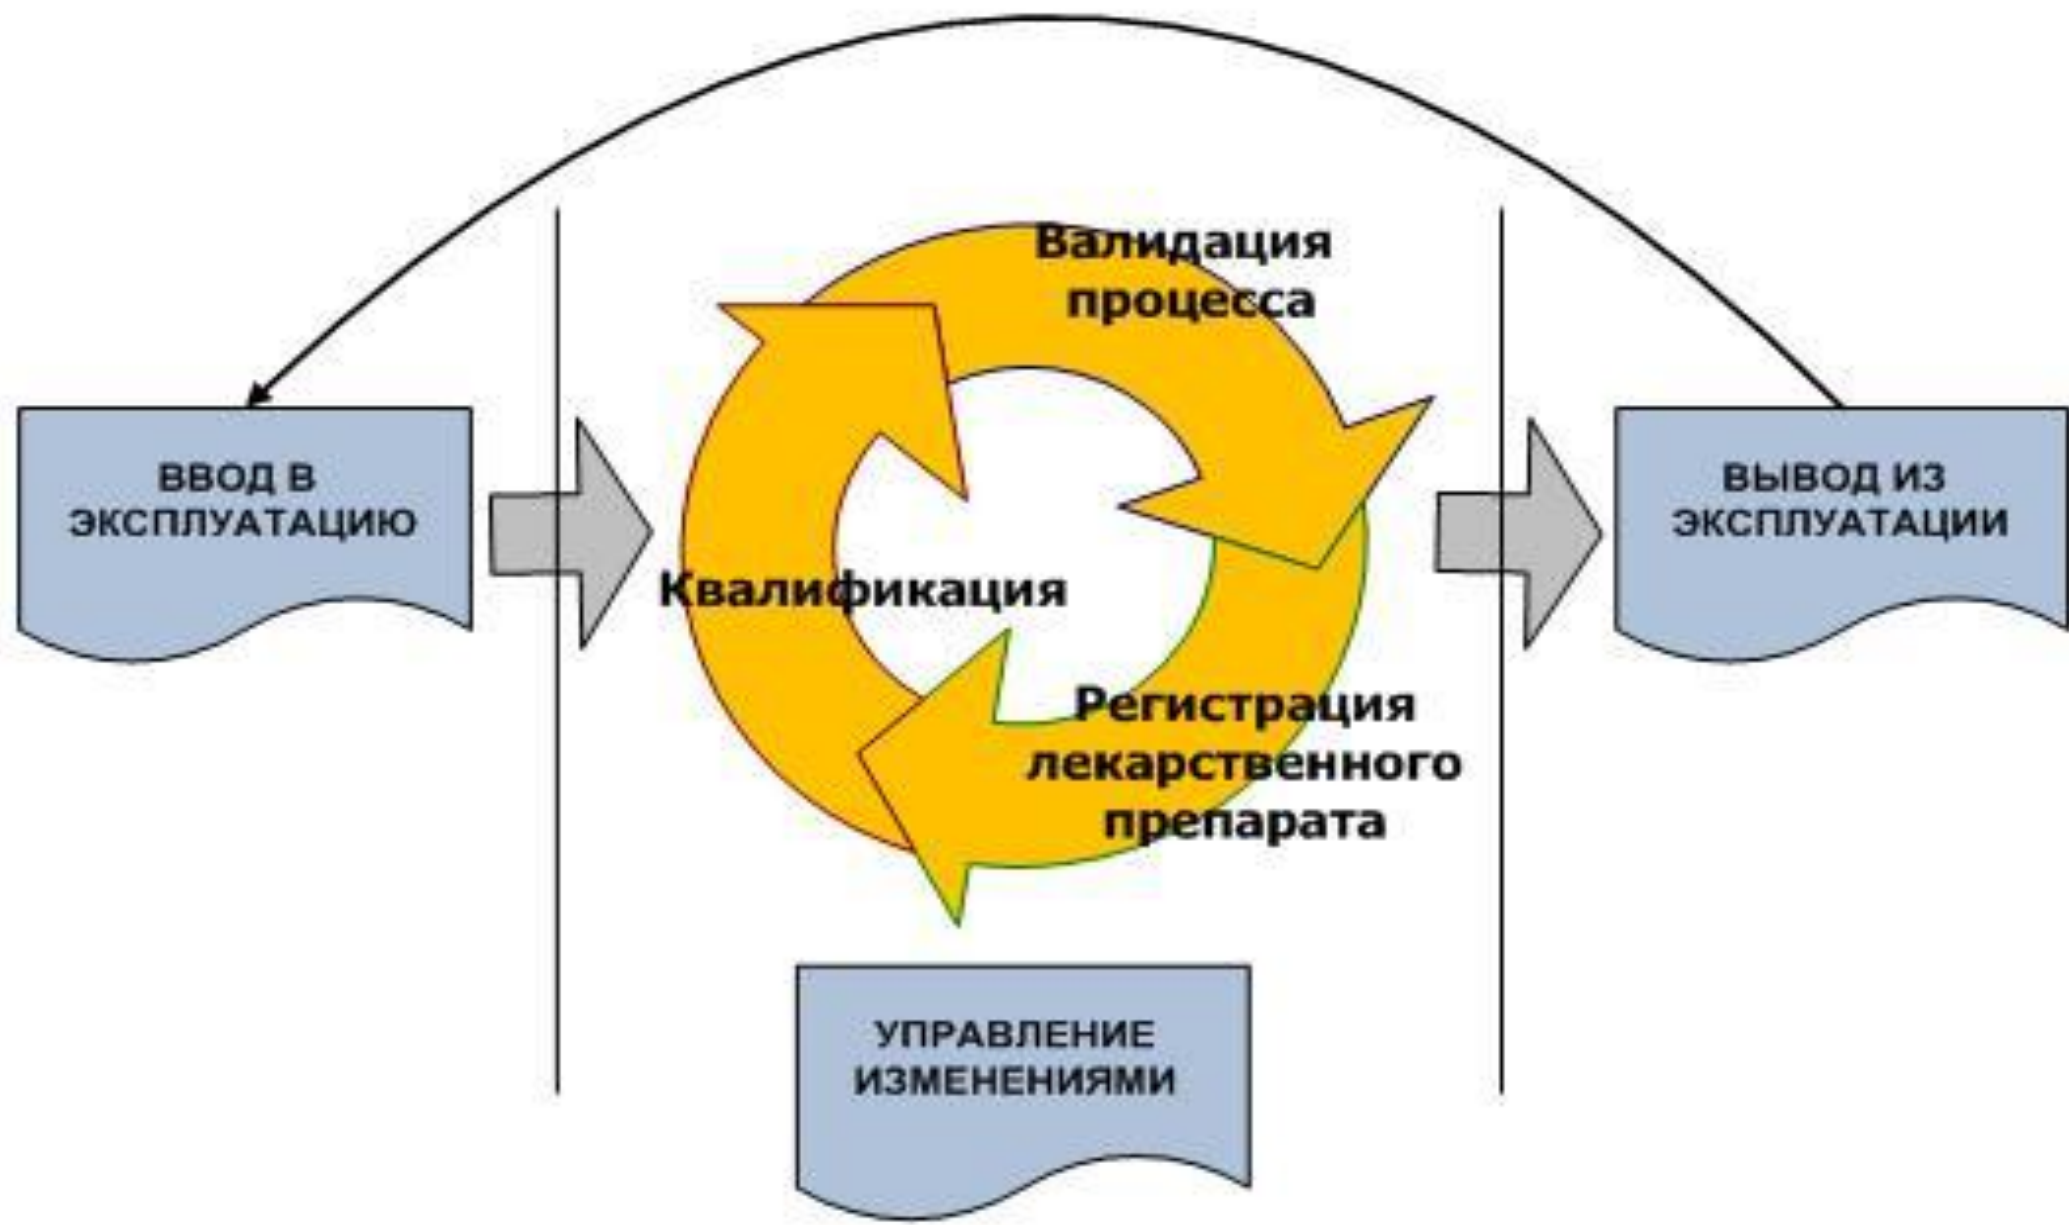 Валидация
процесса
ВВОД В
ЭКСПЛУАТАЦИЮ
ВЫВОД ИЗ
ЭКСПЛУАТАЦИИ
Квалификация
Регистрация
лекарственного
препарата
УПРАВЛЕНИЕ
ИЗМЕНЕНИЯМИ